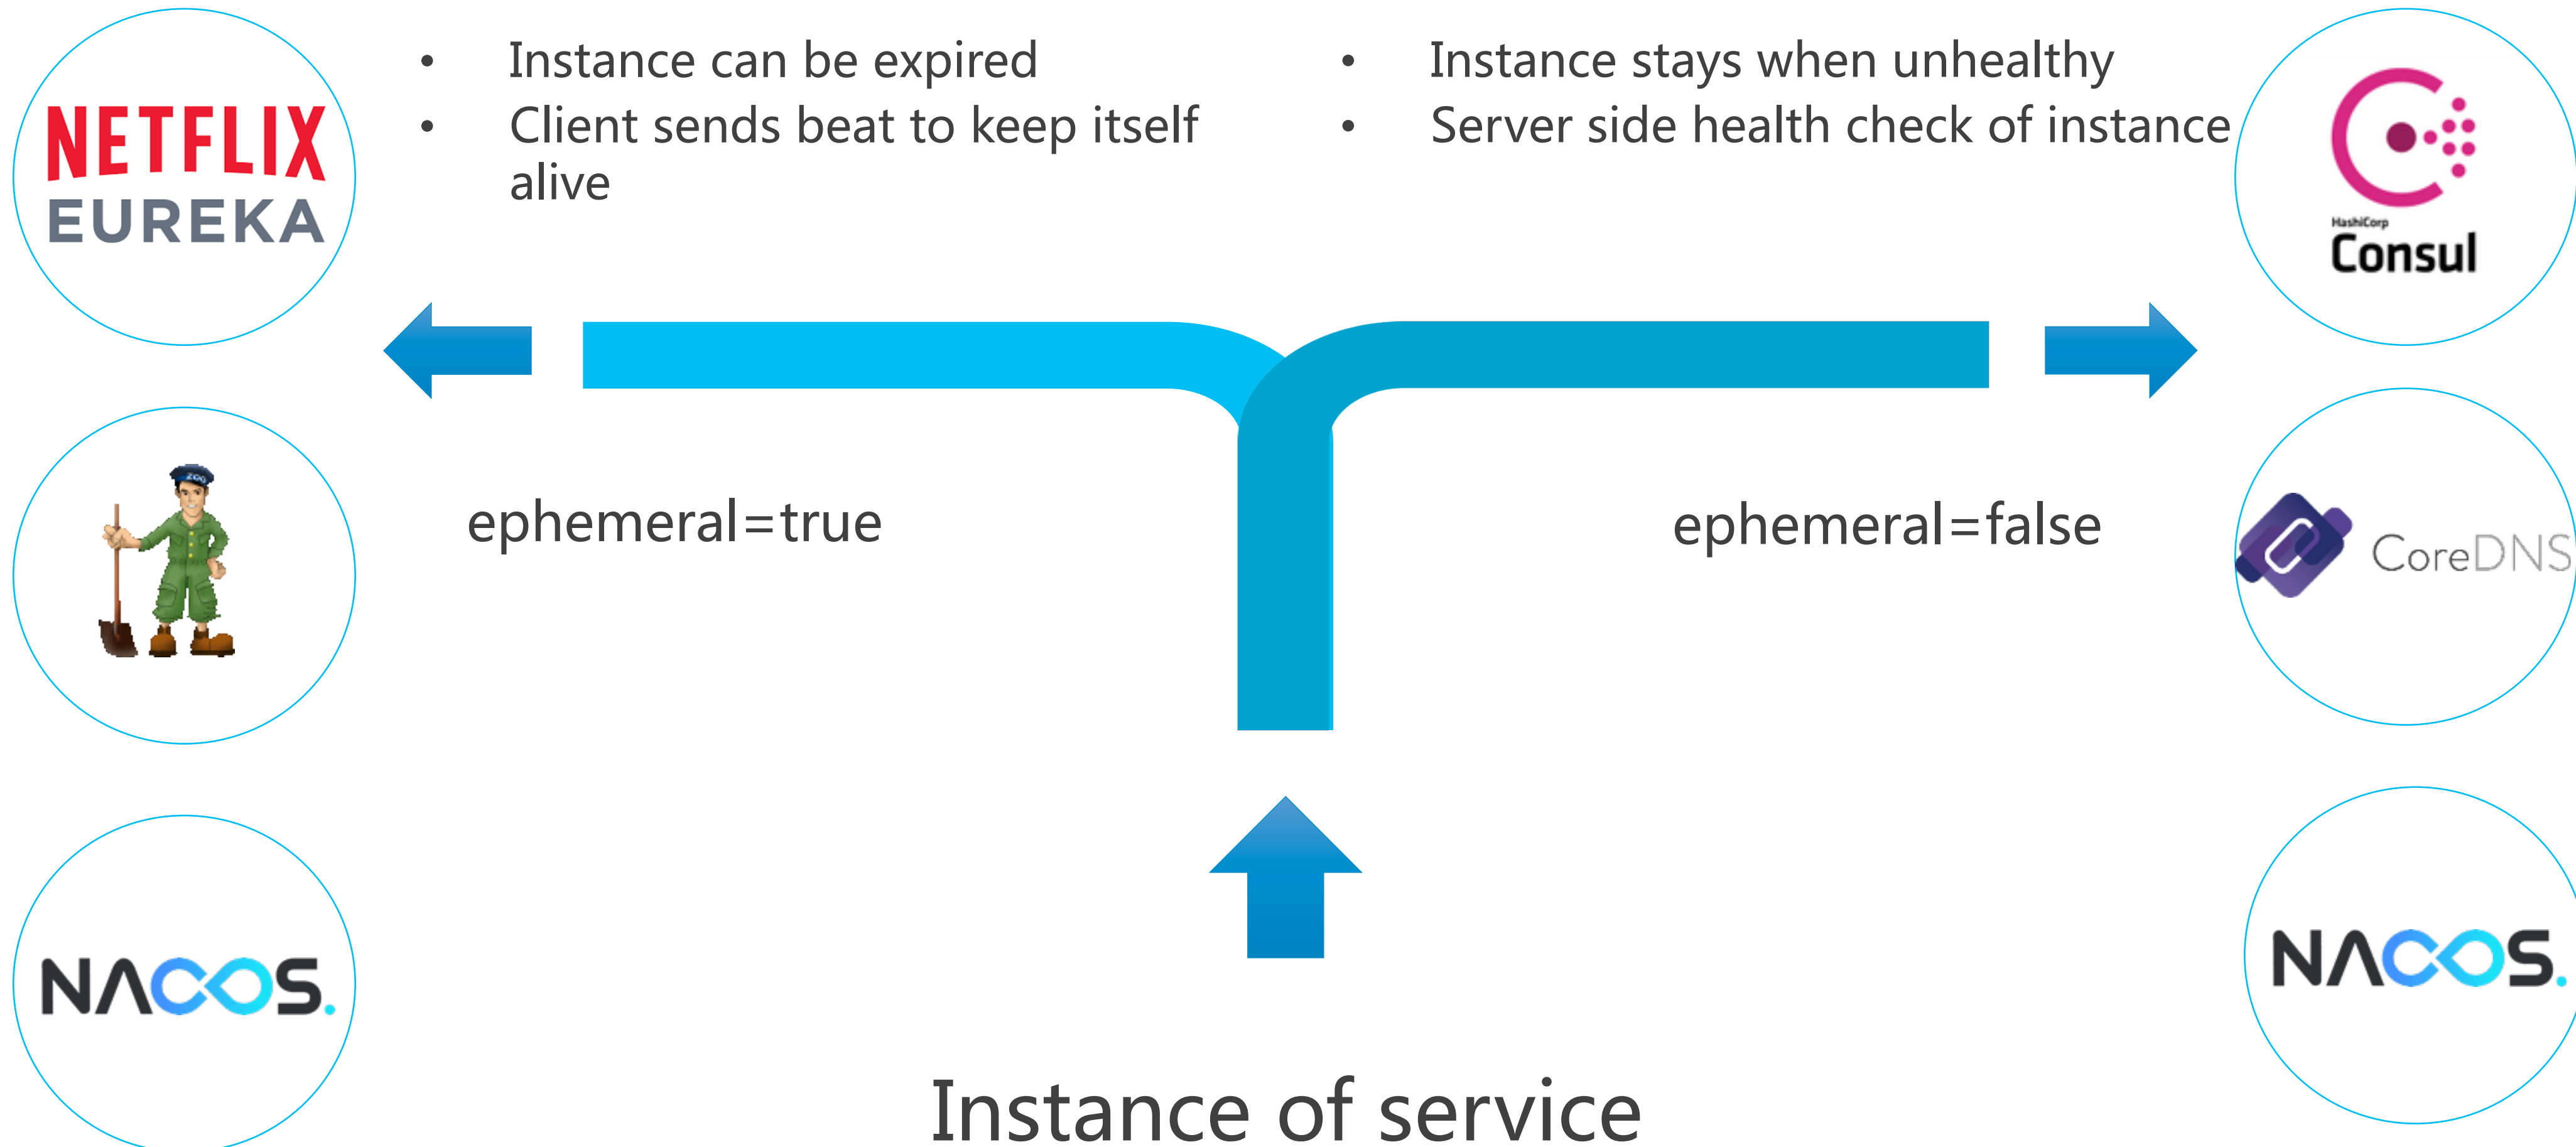 NETFLIX
EUREKA
• Instance can be expired
• Client sends beat to keep itself
alive
• Instance stays when unhealthy
• Server side health check of instance
HashiCorp
Consul
ZOO
ephemeral=true
ephemeral=false
CoreDNS
NACOS.
NACOS.
Instance of service